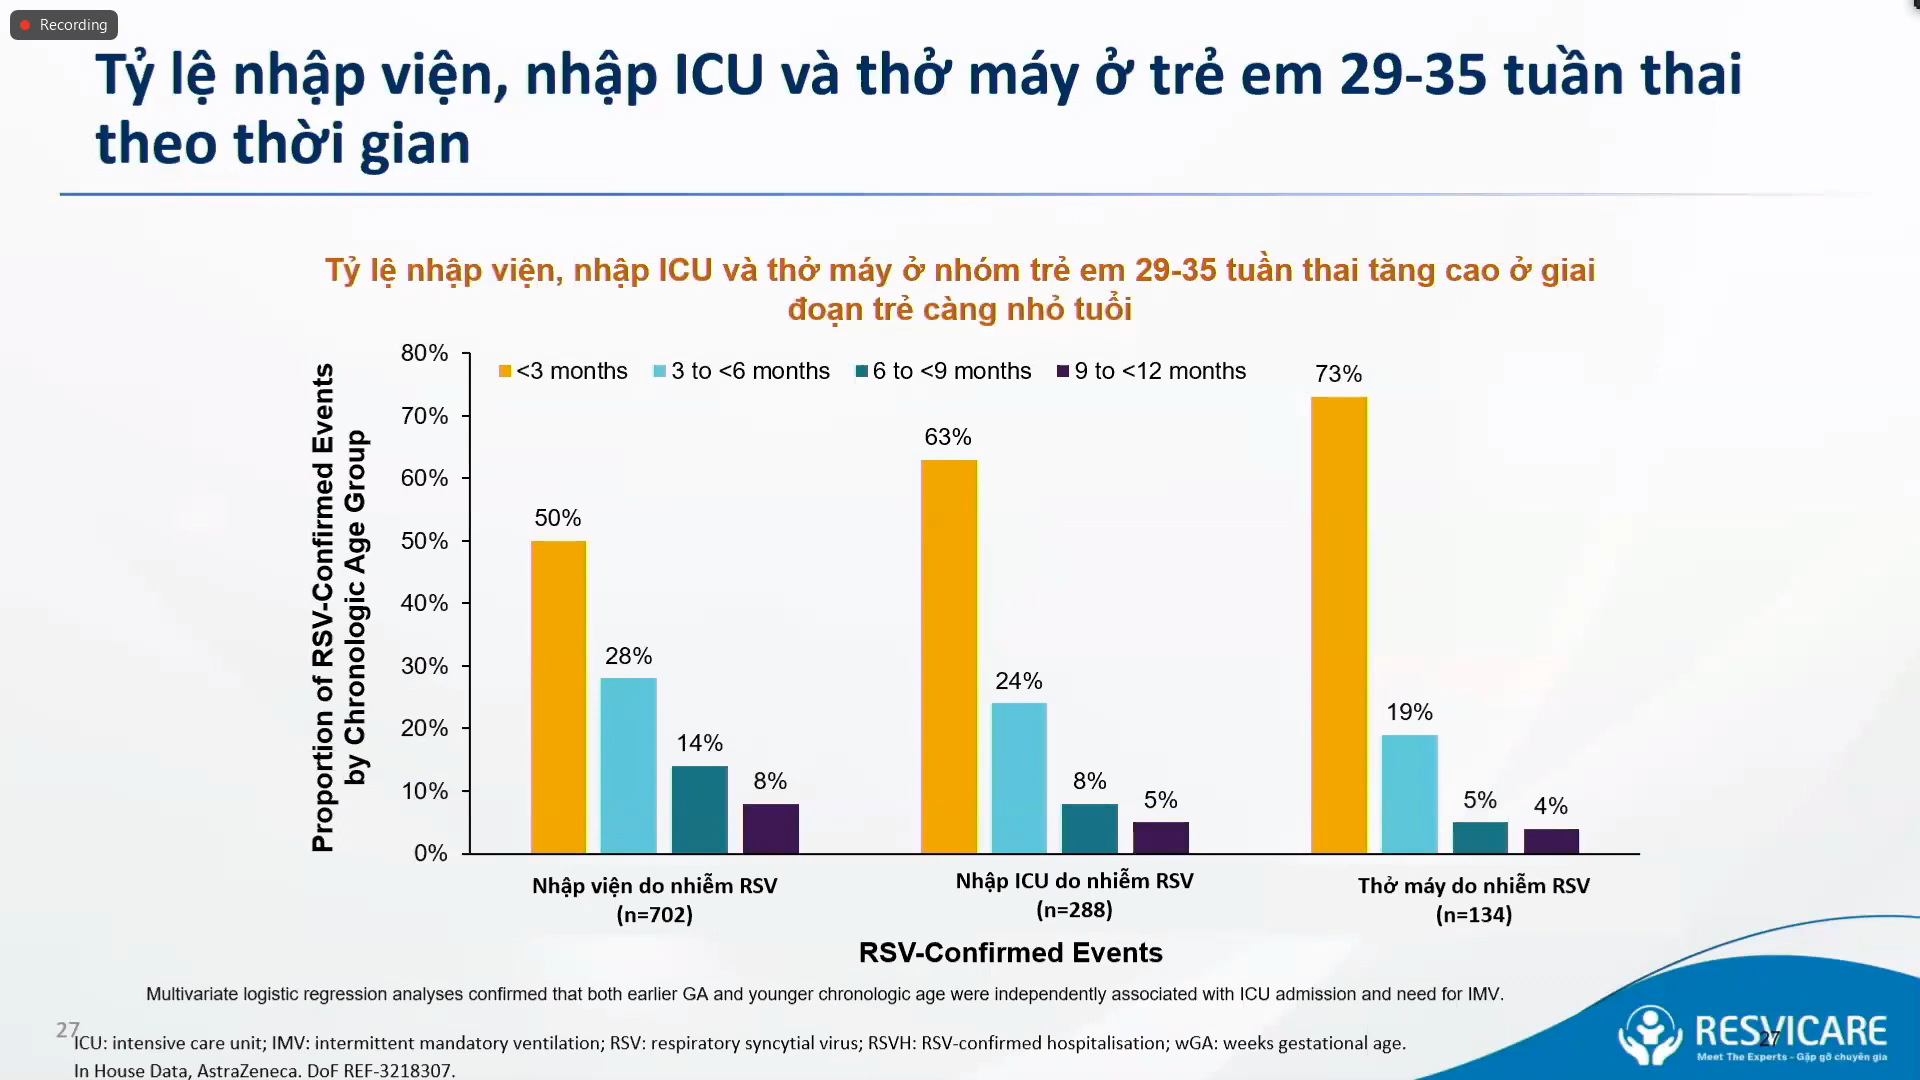 Recording
Tỷ lệ nhập viện, nhập ICU và thở máy ở trẻ em 29-35 tuần thai
theo thời gian
Tỷ lệ nhập viện, nhập ICU và thở máy ở nhóm trẻ em 29-35 tuần thai tăng cao ở giai
đoạn trẻ càng nhỏ tuổi
Proportion of RSV-Confirmed Events
by Chronologic Age Group
80%
70%
60%
50%
40%
30%
20%
10%
0%
<3 months 3 to <6 months 6 to <9 months 9 to <12 months
50%
28%
14%
8%
63%
24%
8%
5%
73%
19%
5%
4%
Nhập viện do nhiễm RSV
(n=702)
Nhập ICU do nhiễm RSV
(n=288)
Thở máy do nhiễm RSV
(n=134)
RSV-Confirmed Events
Multivariate logistic regression analyses confirmed that both earlier GA and younger chronologic age were independently associated with ICU admission and need for IMV.
27
ICU: intensive care unit; IMV: intermittent mandatory ventilation; RSV: respiratory syncytial virus; RSVH: RSV-confirmed hospitalisation; wGA: weeks gestational age.
In House Data, AstraZeneca. DoF REF-3218307.
RESVICARE
27
Meet The Experts - Gặp gỡ chuyên gia